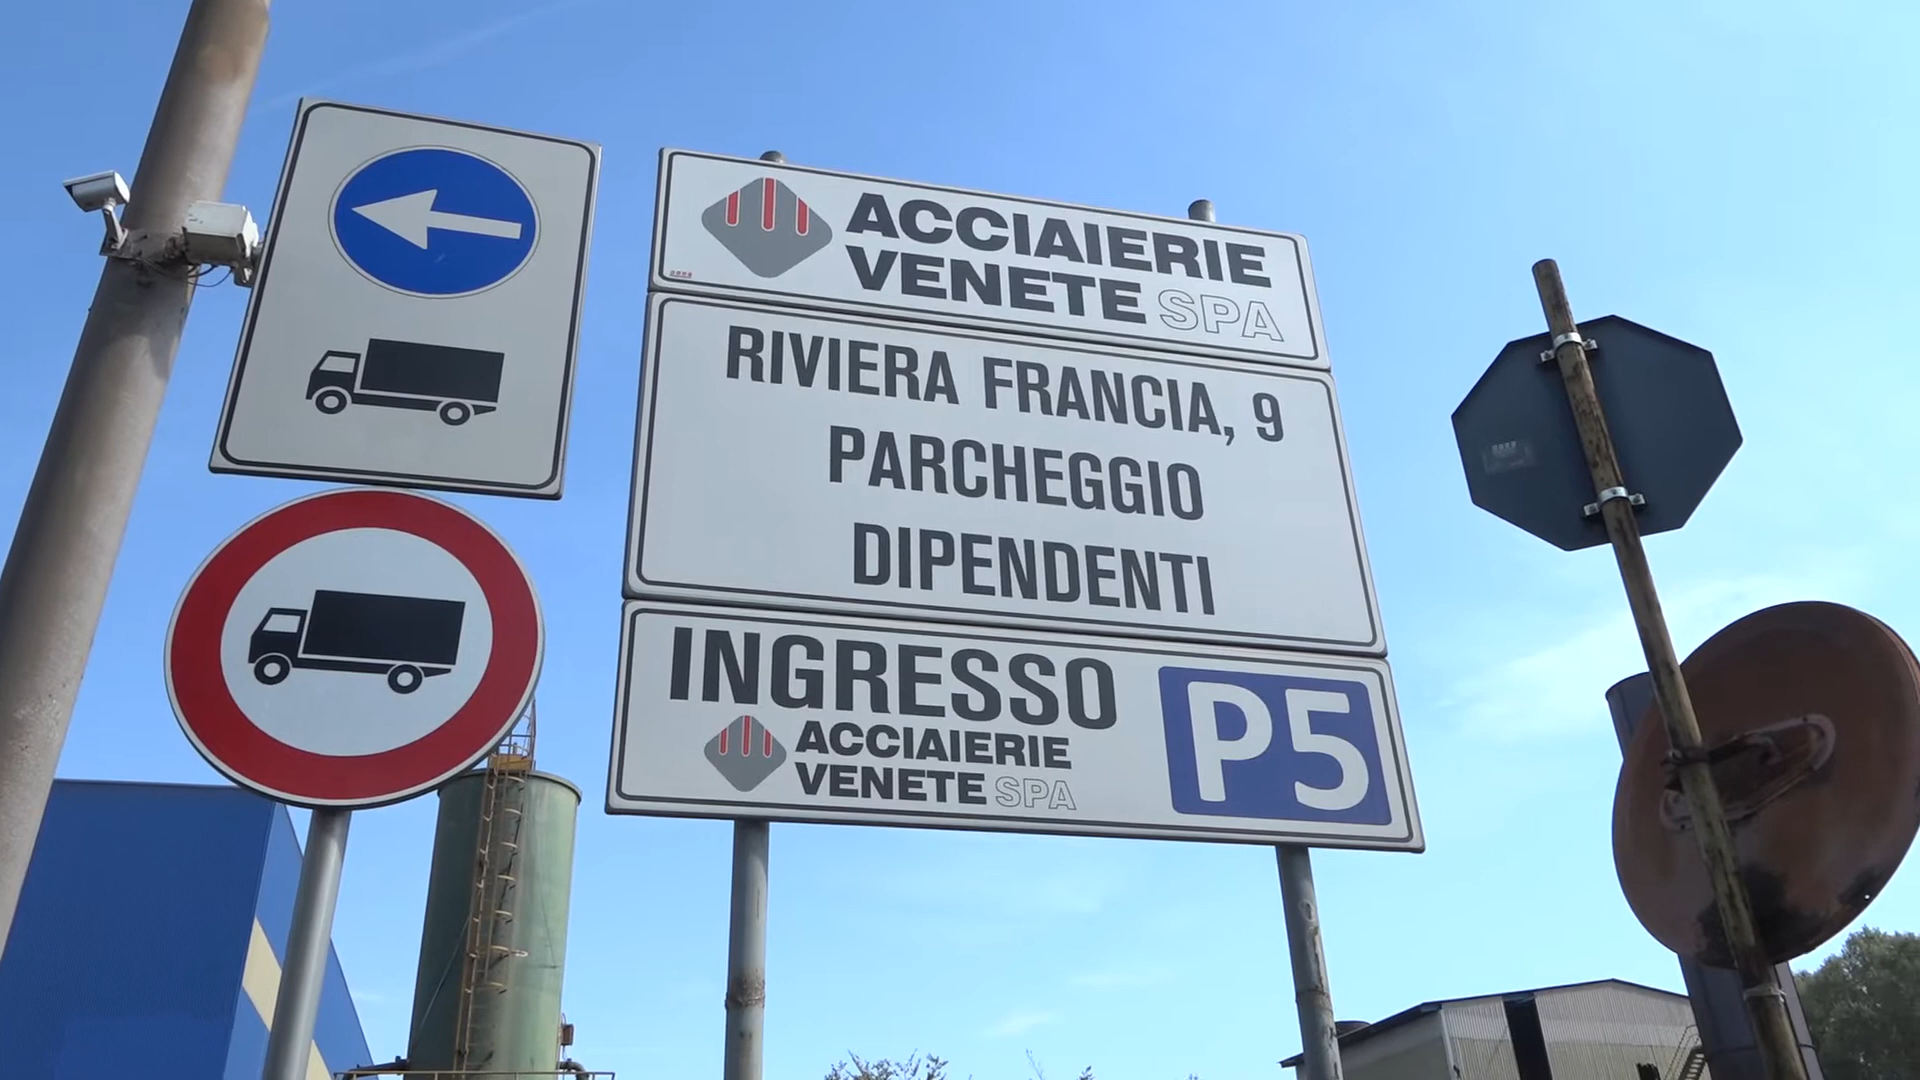 ACCIAIERIE
VENETE SPA
RIVIERA FRANCIA, 9
PARCHEGGIO
DIPENDENTI
INGRESSO
ACCIAIERIE
VENETE SPA
P5